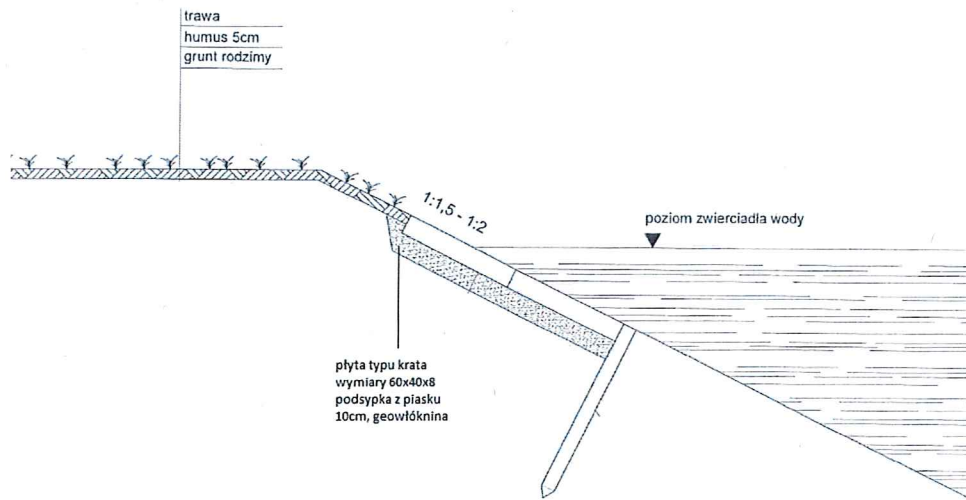 trawa
humus 5cm
grunt rodzimy
1:1,5 - 1:2
poziom zwierciadła wody
płyta typu krata
wymiary 60x40x8
podsypka z piasku
10cm, geowłóknina